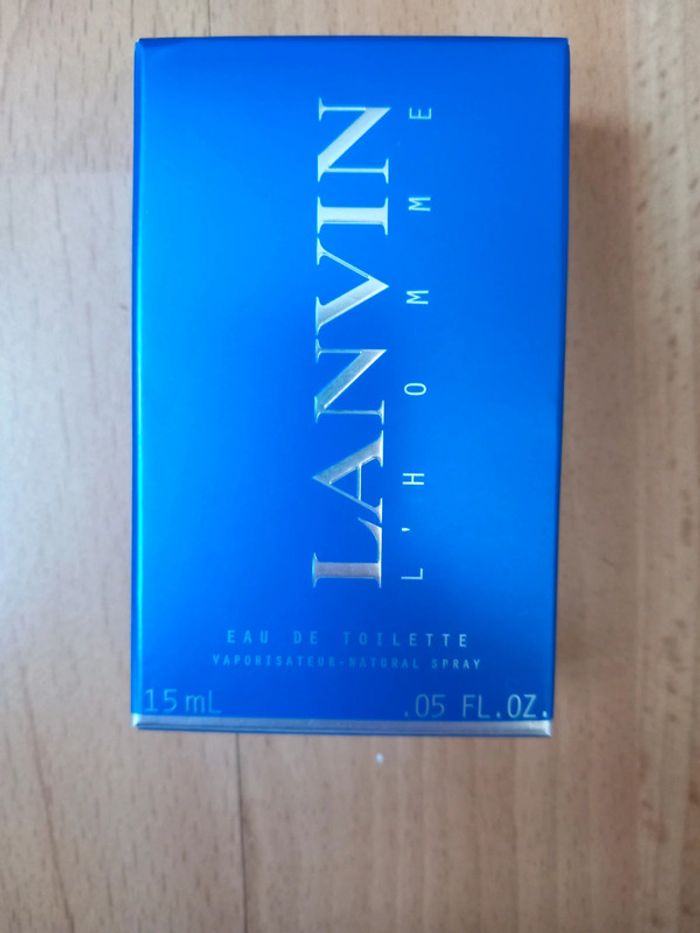 LANVIN
L'HOMME
EAU DE TOILETTE
VAPORISATEUR-NATURAL SPRAY
15mL .05 FL.OZ.